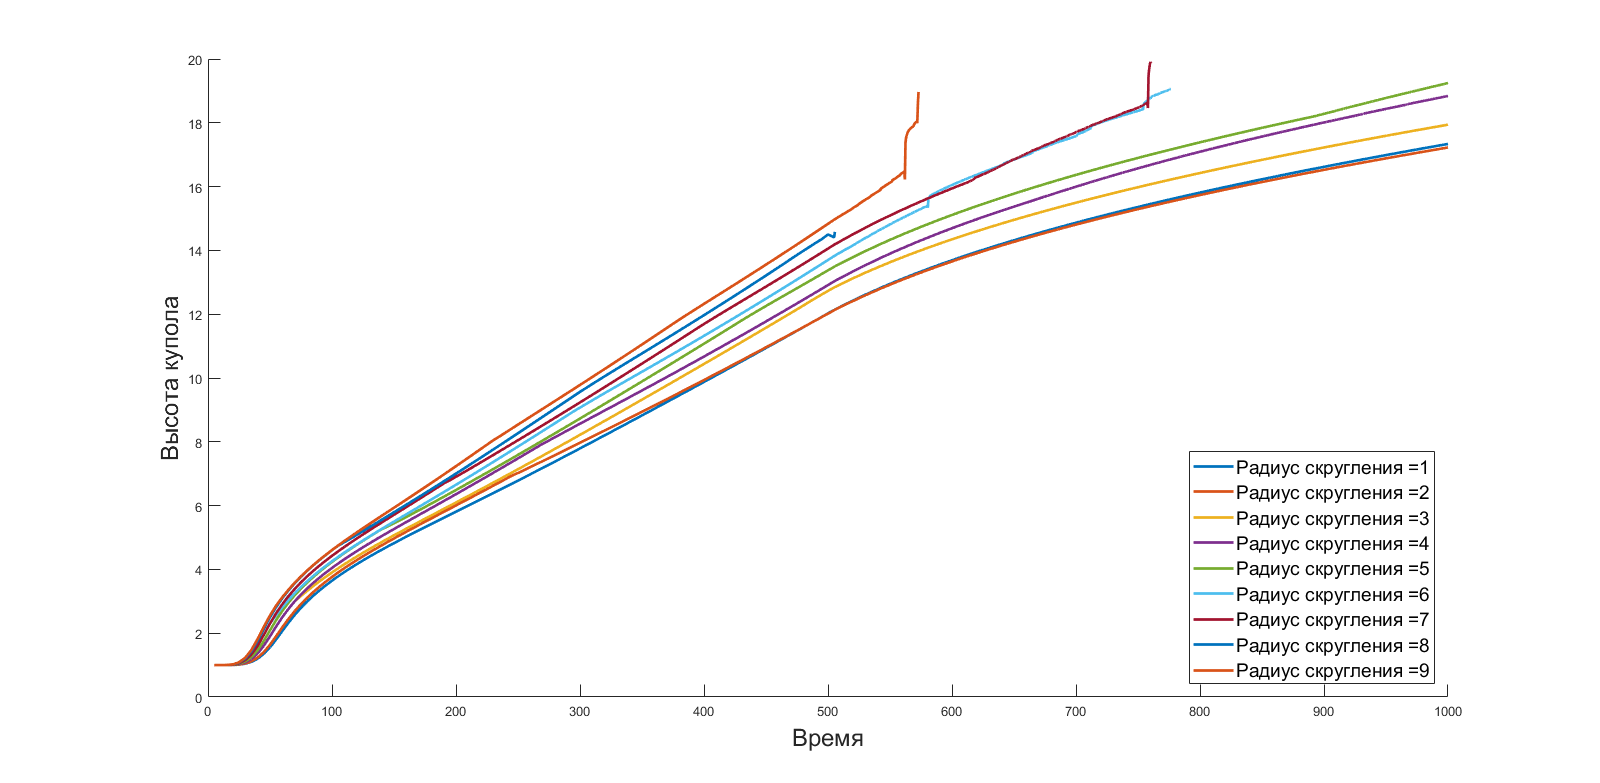 Высота купола
20
18
16
14
12
10
8
6
4
2
0
0 100 200 300 400 500 600 700 800 900 1000
Время
Радиус скругления =1
Радиус скругления =2
Радиус скругления =3
Радиус скругления =4
Радиус скругления =5
Радиус скругления =6
Радиус скругления =7
Радиус скругления =8
Радиус скругления =9